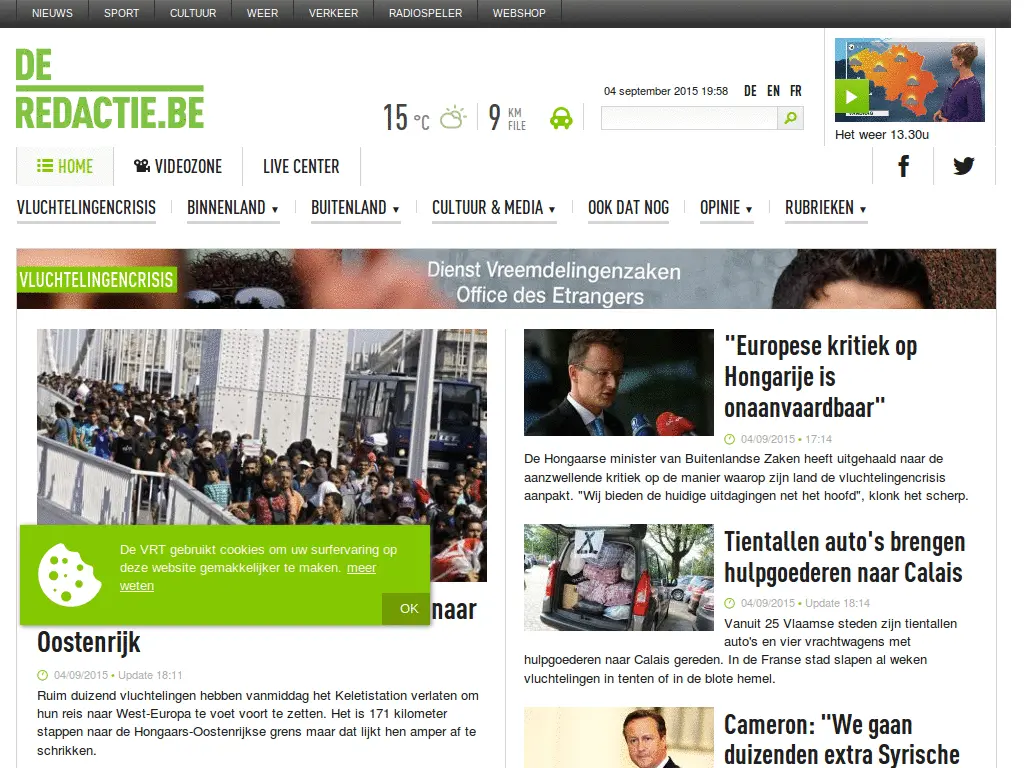 NIEUWS SPORT CULTUUR WEER VERKEER RADIOSPELER WEBSHOP
DE
REDACTIE.BE
15 °C 9 KM FILE
04 september 2015 19:58 DE EN FR
Het weer 13.30u
HOME VIDEOZONE LIVE CENTER
VLUCHTELINGENCRISIS BINNENLAND ▼ BUITENLAND ▼ CULTUUR & MEDIA ▼ OOK DAT NOG OPINIE ▼ RUBRIEKEN ▼
VLUCHTELINGENCRISIS
Dienst Vreemdelingenzaken
Office des Etrangers
De VRT gebruikt cookies om uw surfervaring op
deze website gemakkelijker te maken. meer
weten
OK
naar
Oostenrijk
04/09/2015 • Update 18:11
Ruim duizend vluchtelingen hebben vanmiddag het Keletistation verlaten om
hun reis naar West-Europa te voet voort te zetten. Het is 171 kilometer
stappen naar de Hongaars-Oostenrijkse grens maar dat lijkt hen amper af te
schrikken.
"Europese kritiek op
Hongarije is
onaanvaardbaar"
04/09/2015 • 17:14
De Hongaarse minister van Buitenlandse Zaken heeft uitgehaald naar de
aanzwellende kritiek op de manier waarop zijn land de vluchtelingencrisis
aanpakt. "Wij bieden de huidige uitdagingen net het hoofd", klonk het scherp.
Tientallen auto's brengen
hulpgoederen naar Calais
04/09/2015 • Update 18:14
Vanuit 25 Vlaamse steden zijn tientallen
auto's en vier vrachtwagens met
hulpgoederen naar Calais gereden. In de Franse stad slapen al weken
vluchtelingen in tenten of in de blote hemel.
Cameron: "We gaan
duizenden extra Syrische